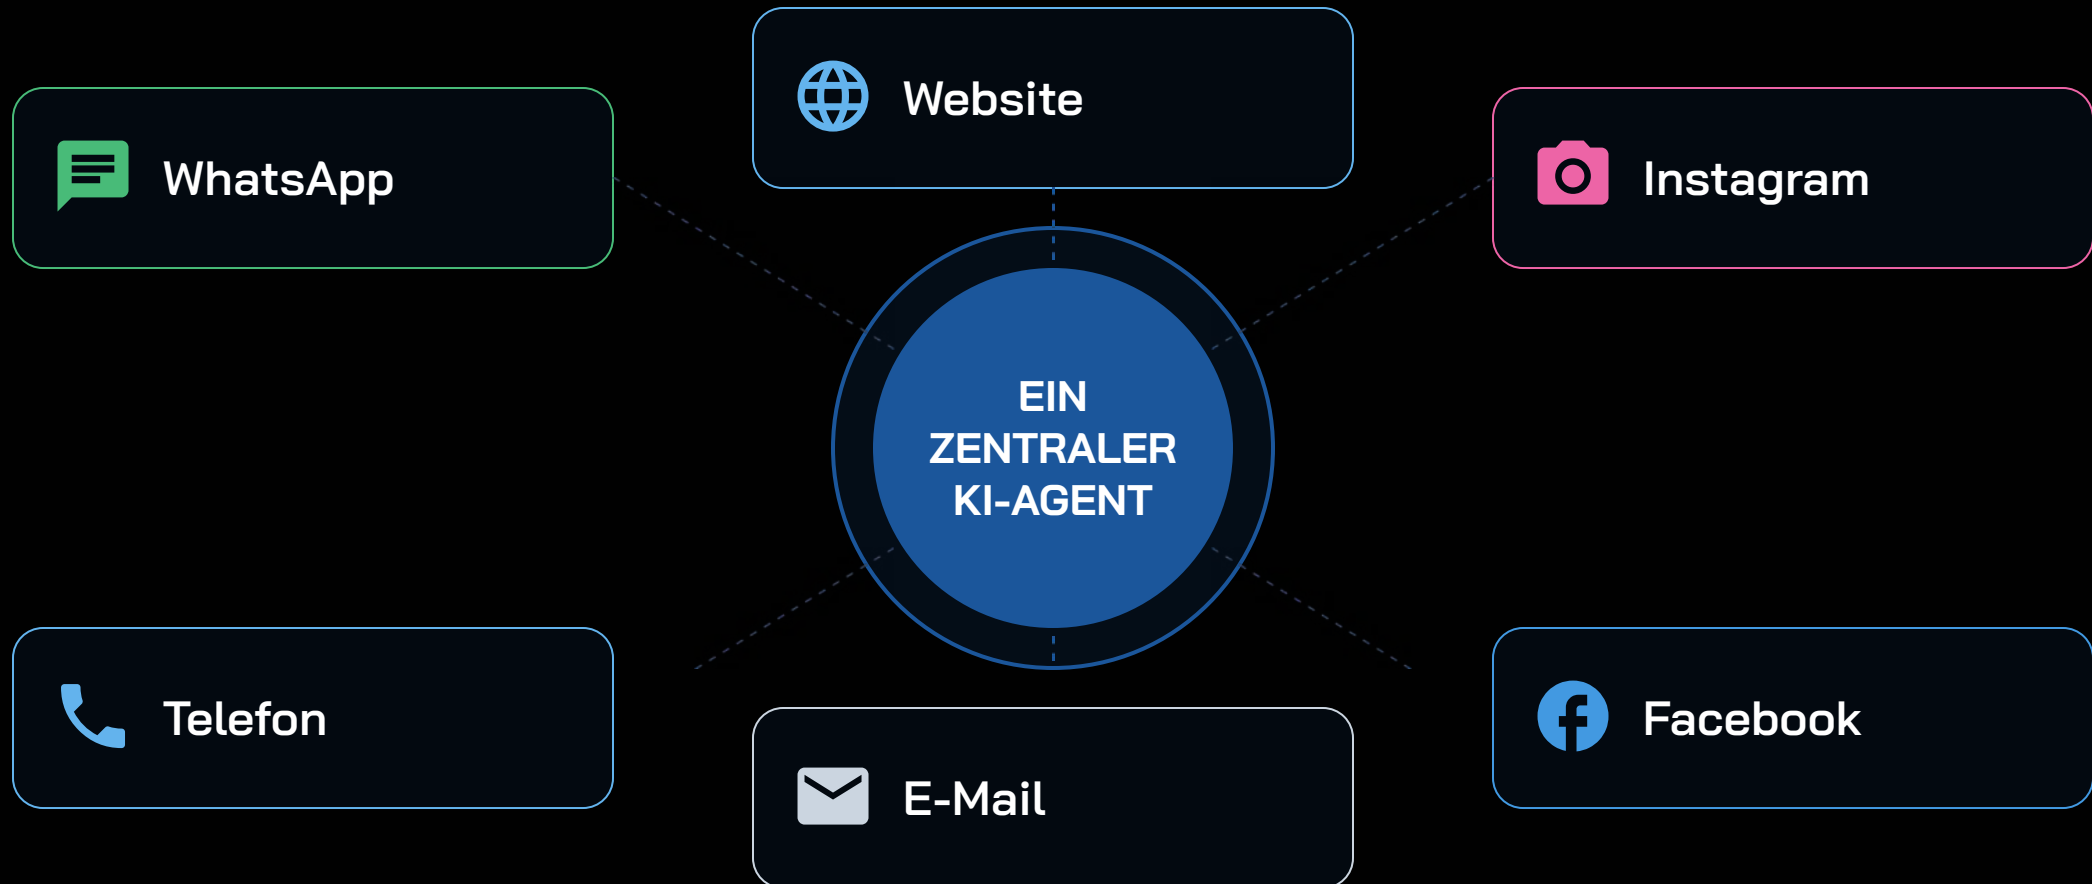 Website
WhatsApp
Instagram
EIN
ZENTRALER
KI-AGENT
Telefon
Facebook
E-Mail